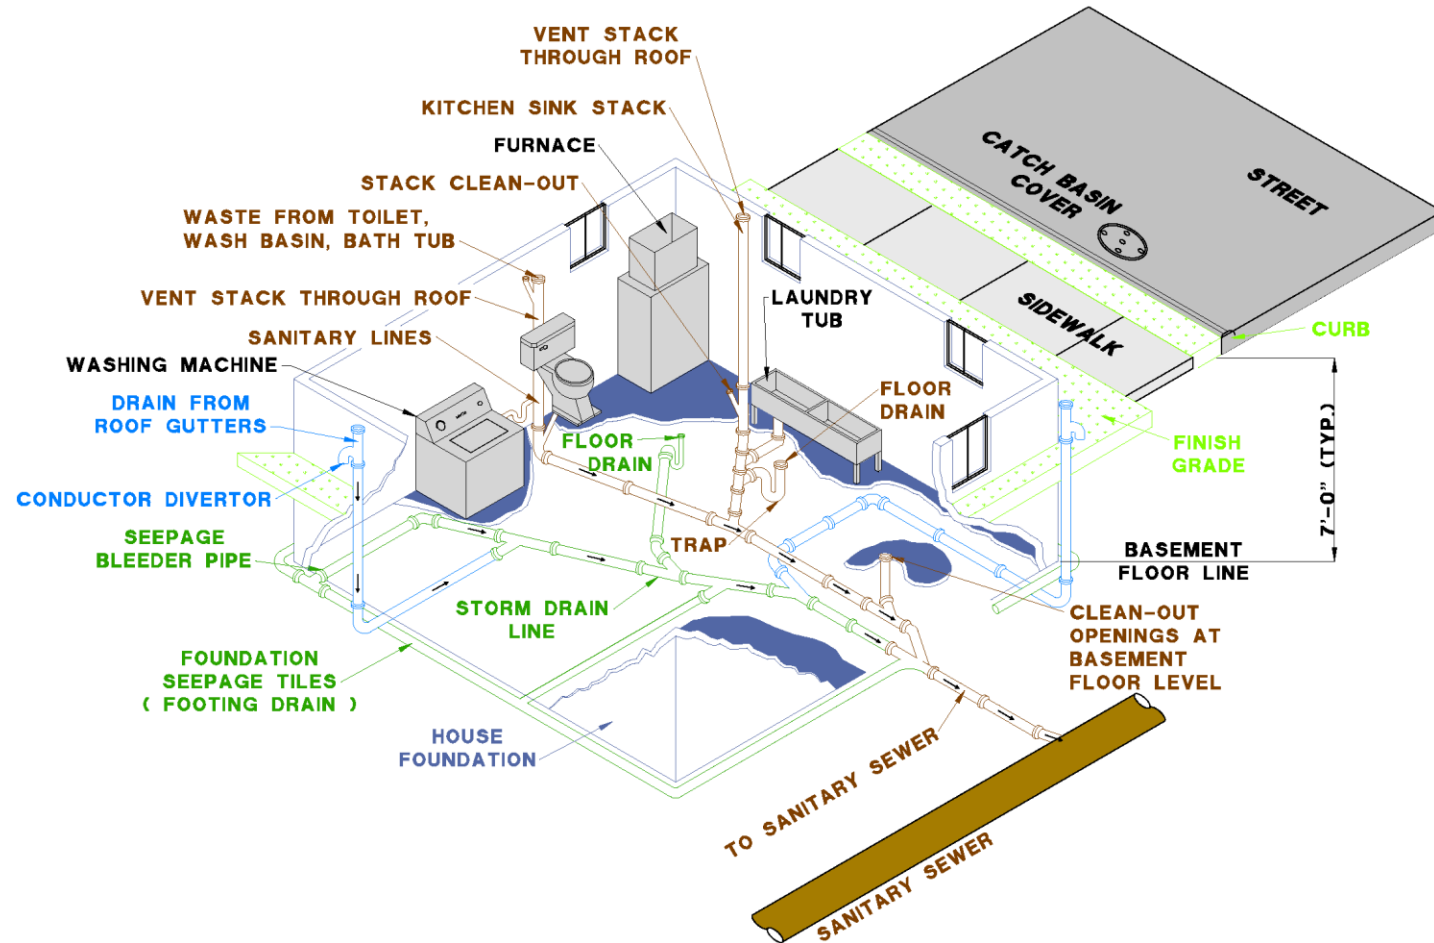 VENT STACK
THROUGH ROOF
KITCHEN SINK STACK
FURNACE
STACK CLEAN-OUT
WASTE FROM TOILET,
WASH BASIN, BATH TUB
VENT STACK THROUGH ROOF
SANITARY LINES
WASHING MACHINE
DRAIN FROM
ROOF GUTTERS
CONDUCTOR DIVERTOR
SEEPAGE
BLEEDER PIPE
FOUNDATION
SEEPAGE TILES
( FOOTING DRAIN )
HOUSE
FOUNDATION
STORM DRAIN
LINE
FLOOR
DRAIN
TRAP
LAUNDRY
TUB
FLOOR
DRAIN
CATCH BASIN
COVER
STREET
SIDEWALK
CURB
FINISH
GRADE
7'-0" (TYP.)
BASEMENT
FLOOR LINE
CLEAN-OUT
OPENINGS AT
BASEMENT
FLOOR LEVEL
TO SANITARY SEWER
SANITARY SEWER